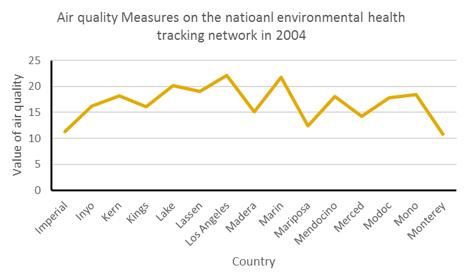 Air quality Measures on the natioanl environmental health
tracking network in 2004
Value of air quality
25
20
15
10
5
0
Imperial
Inyo
Kern
Kings
Lake
Lassen
Los Angeles
Madera
Marin
Mariposa
Mendocino
Merced
Modoc
Mono
Monterey
Country